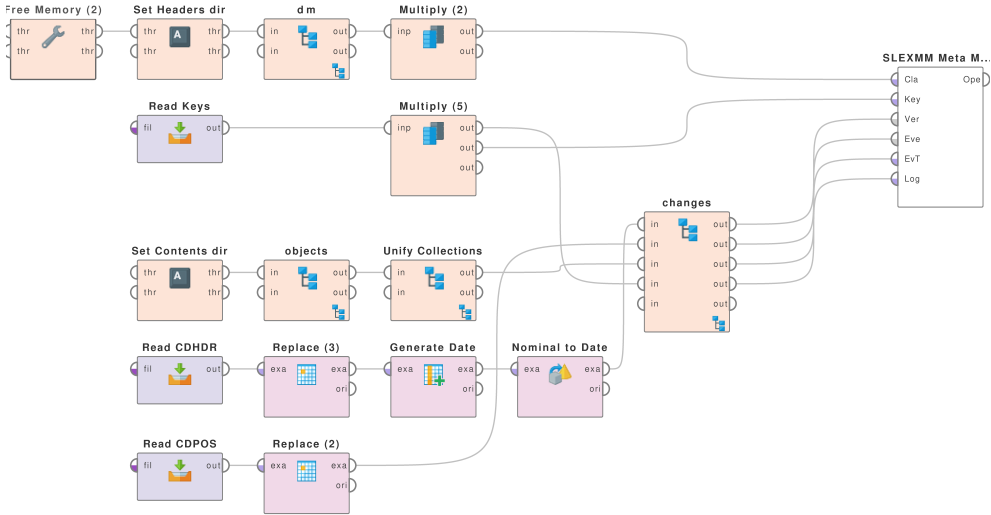 Free Memory (2)
thr thr
thr thr
Set Headers dir
thr thr
thr thr
A
dm
in out
in out
Multiply (2)
inp out
out
SLEXMM Meta M...
Cla Ope
Key
Ver
Eve
EvT
Log
Read Keys
fil out
Multiply (5)
inp out
out
out
changes
in out
in out
in out
in out
in out
Set Contents dir
thr thr
thr thr
A
objects
in out
in out
Unify Collections
in out
in out
Read CDHDR
fil out
Replace (3)
exa exa
ori
Generate Date
exa exa
ori
Nominal to Date
exa exa
ori
Read CDPOS
fil out
Replace (2)
exa exa
ori